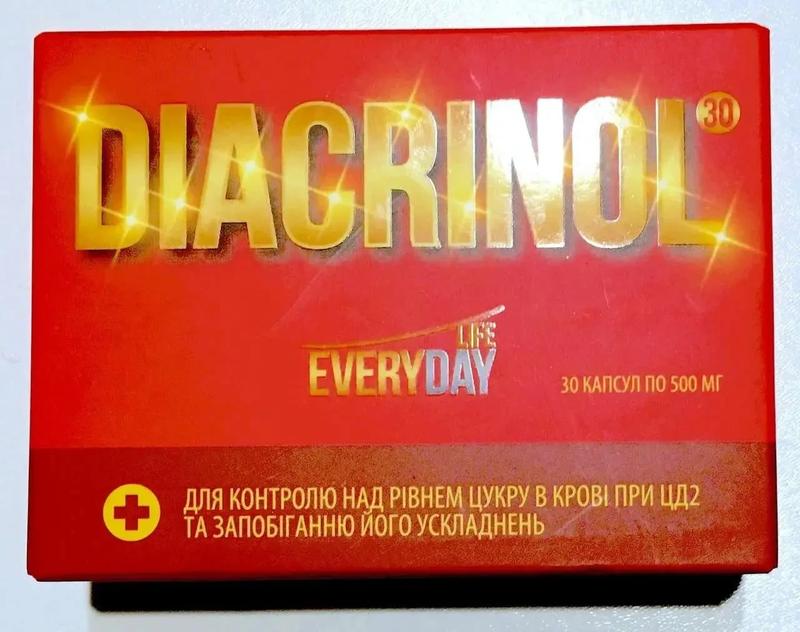 DIACRINOL 30
LIFE
EVERYDAY
30 КАПСУЛ ПО 500 МГ
ДЛЯ КОНТРОЛЮ НАД РІВНЕМ ЦУКРУ В КРОВІ ПРИ ЦД2
ТА ЗАПОБІГАННЮ ЙОГО УСКЛАДНЕНЬ